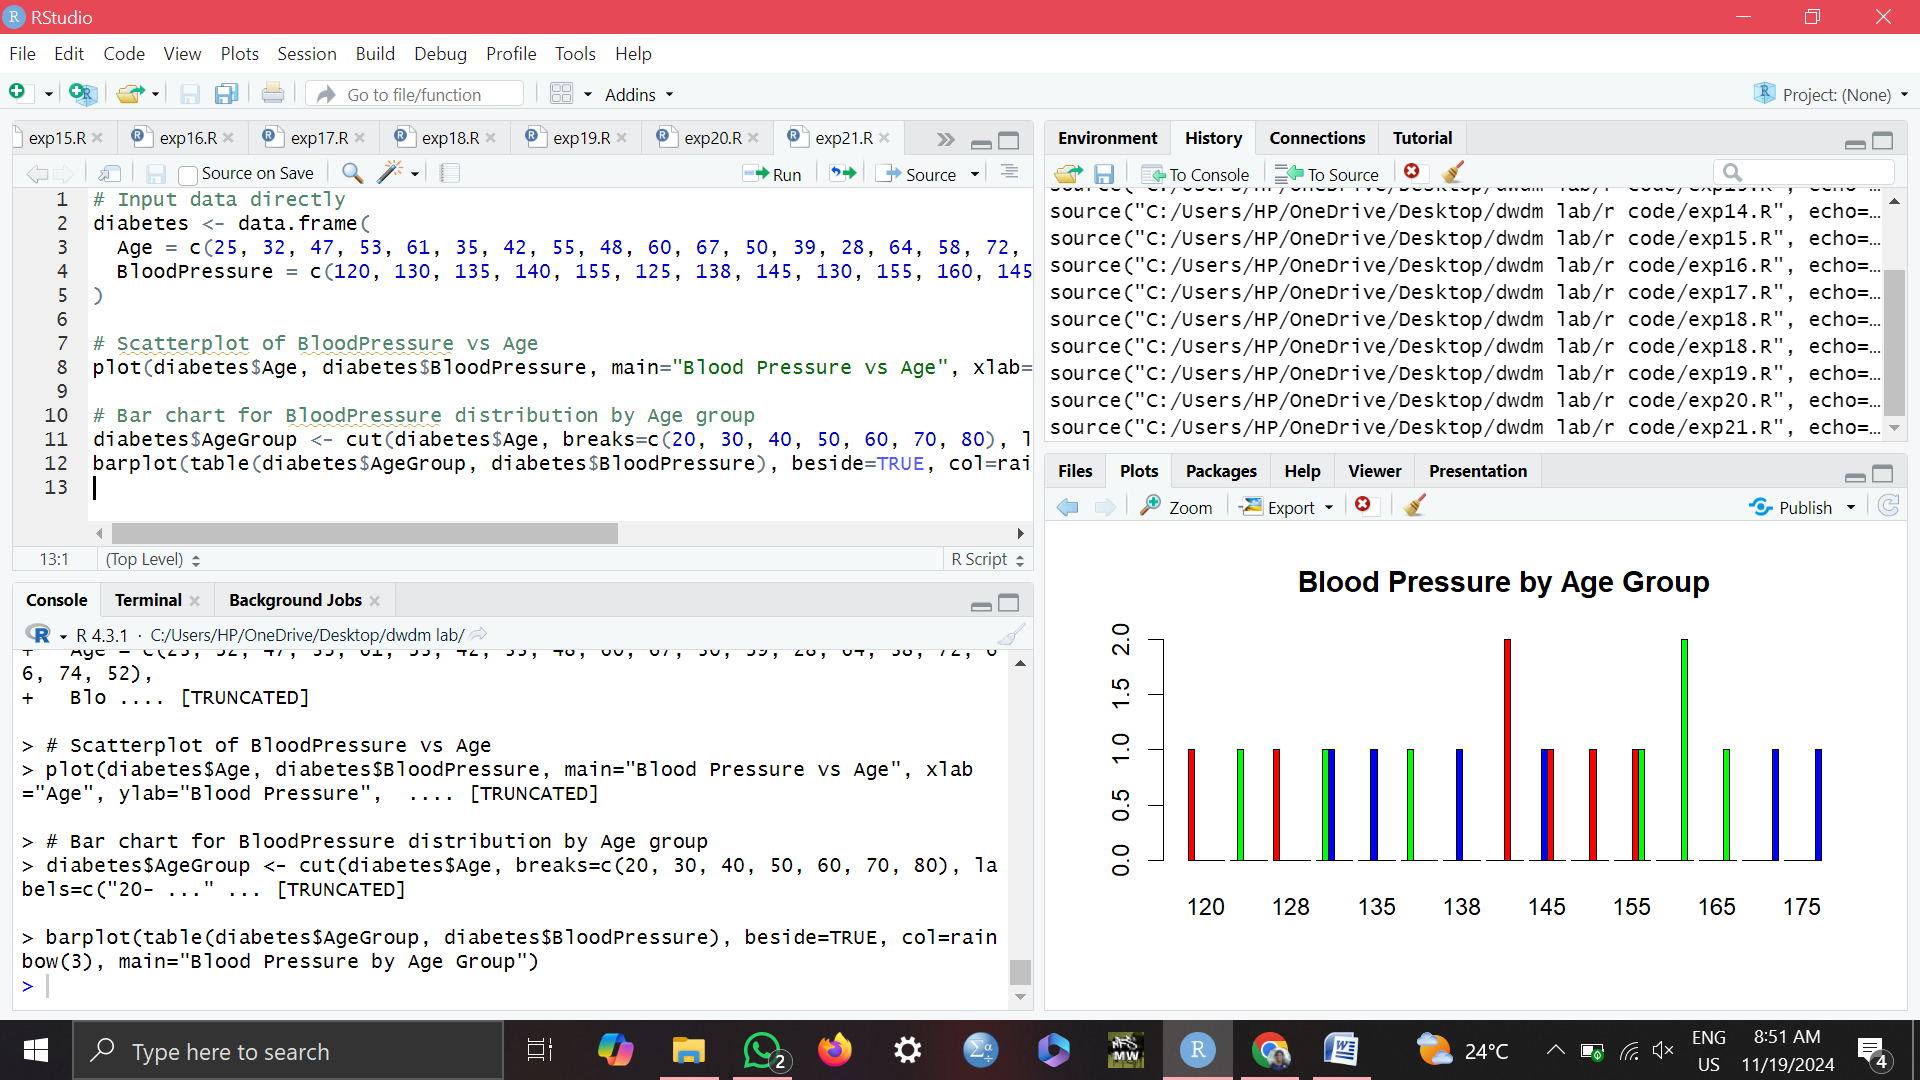 RStudio
File Edit Code View Plots Session Build Debug Profile Tools Help
Go to file/function Addins Project: (None)
exp15.R exp16.R exp17.R exp18.R exp19.R exp20.R exp21.R
Source on Save Run Source
1 # Input data directly
2 diabetes <- data.frame(
3 Age = c(25, 32, 47, 53, 61, 35, 42, 55, 48, 60, 67, 50, 39, 28, 64, 58, 72,
4 BloodPressure = c(120, 130, 135, 140, 155, 125, 138, 145, 130, 155, 160, 145
5 )
6
7 # Scatterplot of BloodPressure vs Age
8 plot(diabetes$Age, diabetes$BloodPressure, main="Blood Pressure vs Age", xlab=
9
10 # Bar chart for BloodPressure distribution by Age group
11 diabetes$AgeGroup <- cut(diabetes$Age, breaks=c(20, 30, 40, 50, 60, 70, 80), l
12 barplot(table(diabetes$AgeGroup, diabetes$BloodPressure), beside=TRUE, col=rai
13
13:1 (Top Level) R Script
Console Terminal Background Jobs
R 4.3.1 · C:/Users/HP/OneDrive/Desktop/dwdm lab/
6, 74, 52),
+ Blo .... [TRUNCATED]
> # Scatterplot of BloodPressure vs Age
> plot(diabetes$Age, diabetes$BloodPressure, main="Blood Pressure vs Age", xlab
="Age", ylab="Blood Pressure", .... [TRUNCATED]
> # Bar chart for BloodPressure distribution by Age group
> diabetes$AgeGroup <- cut(diabetes$Age, breaks=c(20, 30, 40, 50, 60, 70, 80), la
bels=c("20- ..." ... [TRUNCATED]
> barplot(table(diabetes$AgeGroup, diabetes$BloodPressure), beside=TRUE, col=rain
bow(3), main="Blood Pressure by Age Group")
>
Environment History Connections Tutorial
To Console To Source
source("C:/Users/HP/OneDrive/Desktop/dwdm lab/r code/exp14.R", echo=…
source("C:/Users/HP/OneDrive/Desktop/dwdm lab/r code/exp15.R", echo=…
source("C:/Users/HP/OneDrive/Desktop/dwdm lab/r code/exp16.R", echo=…
source("C:/Users/HP/OneDrive/Desktop/dwdm lab/r code/exp17.R", echo=…
source("C:/Users/HP/OneDrive/Desktop/dwdm lab/r code/exp18.R", echo=…
source("C:/Users/HP/OneDrive/Desktop/dwdm lab/r code/exp18.R", echo=…
source("C:/Users/HP/OneDrive/Desktop/dwdm lab/r code/exp19.R", echo=…
source("C:/Users/HP/OneDrive/Desktop/dwdm lab/r code/exp20.R", echo=…
source("C:/Users/HP/OneDrive/Desktop/dwdm lab/r code/exp21.R", echo=…
Files Plots Packages Help Viewer Presentation
Zoom Export Publish
Blood Pressure by Age Group
2.0
1.5
1.0
0.5
0.0
120 128 135 138 145 155 165 175
Type here to search
2
MW
24°C
ENG
US
8:51 AM
11/19/2024
4